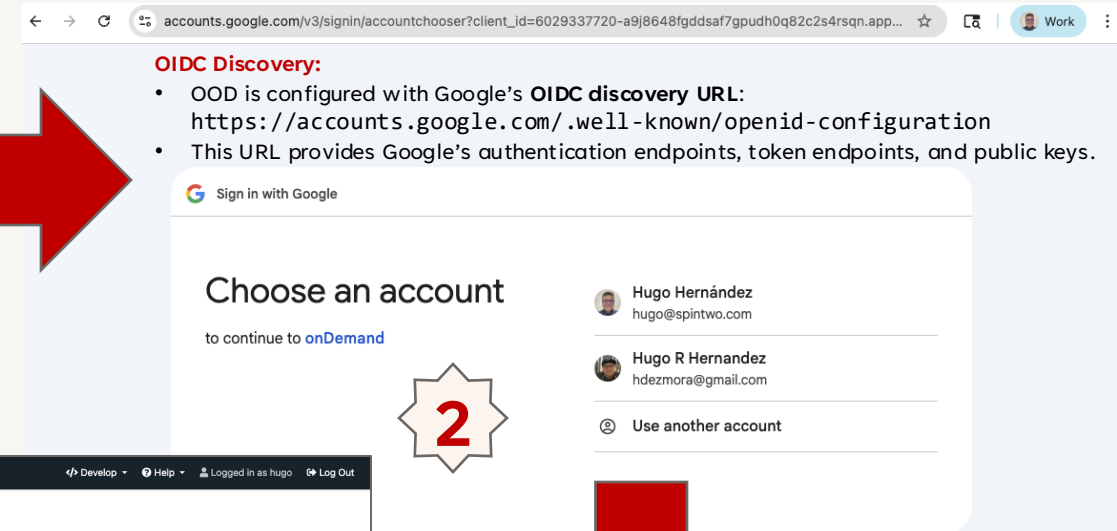 accounts.google.com/v3/signin/accountchooser?client_id=6029337720-a9j8648fgddsaf7gpudh0q82c2s4rsqn.app...
Work
OIDC Discovery:
• OOD is configured with Google’s OIDC discovery URL:
https://accounts.google.com/.well-known/openid-configuration
• This URL provides Google’s authentication endpoints, token endpoints, and public keys.
Sign in with Google
Choose an account
to continue to onDemand
Hugo Hernández
hugo@spintwo.com
Hugo R Hernandez
hdezmora@gmail.com
Use another account
2
</> Develop Help Logged in as hugo Log Out